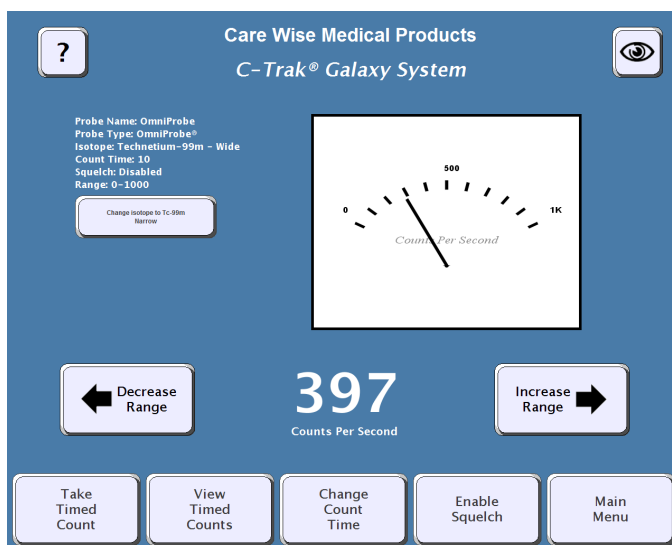 ?
Care Wise Medical Products
C-Trak® Galaxy System
Probe Name: OmniProbe
Probe Type: OmniProbe®
Isotope: Technetium-99m - Wide
Count Time: 10
Squelch: Disabled
Range: 0-1000
Change isotope to Tc-99m
Narrow
0
500
1K
Counts Per Second
Decrease
Range
397
Counts Per Second
Increase
Range
Take
Timed
Count
View
Timed
Counts
Change
Count
Time
Enable
Squelch
Main
Menu